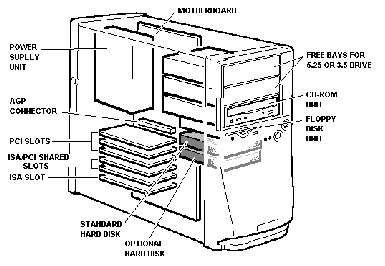 MOTHERBOARD
POWER
SUPPLY
UNIT
FREE BAYS FOR
5.25 OR 3.5 DRIVE
AGP
CONNECTOR
CD-ROM
UNIT
FLOPPY
DISK
UNIT
PCI SLOTS
ISA/PCI SHARED
SLOTS
ISA SLOT
STANDARD
HARD DISK
OPTIONAL
HARD DISK